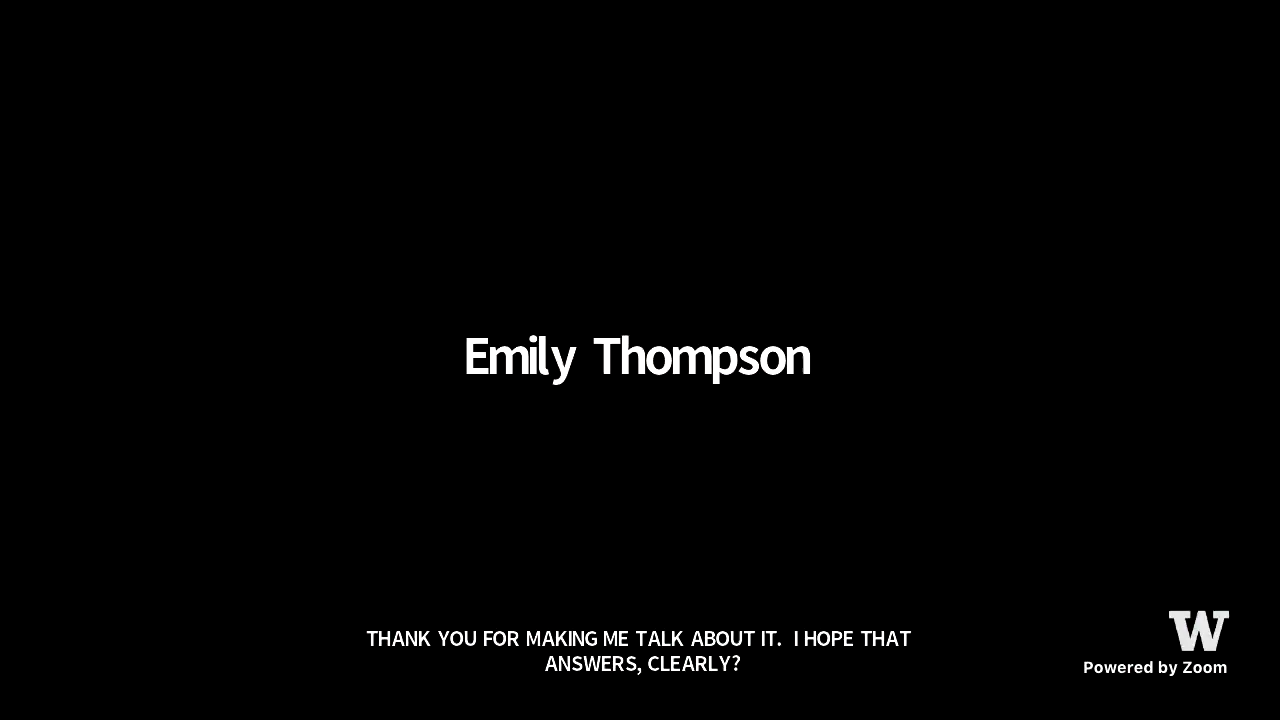 Emily Thompson
THANK YOU FOR MAKING ME TALK ABOUT IT. I HOPE THAT
ANSWERS, CLEARLY?
W
Powered by Zoom